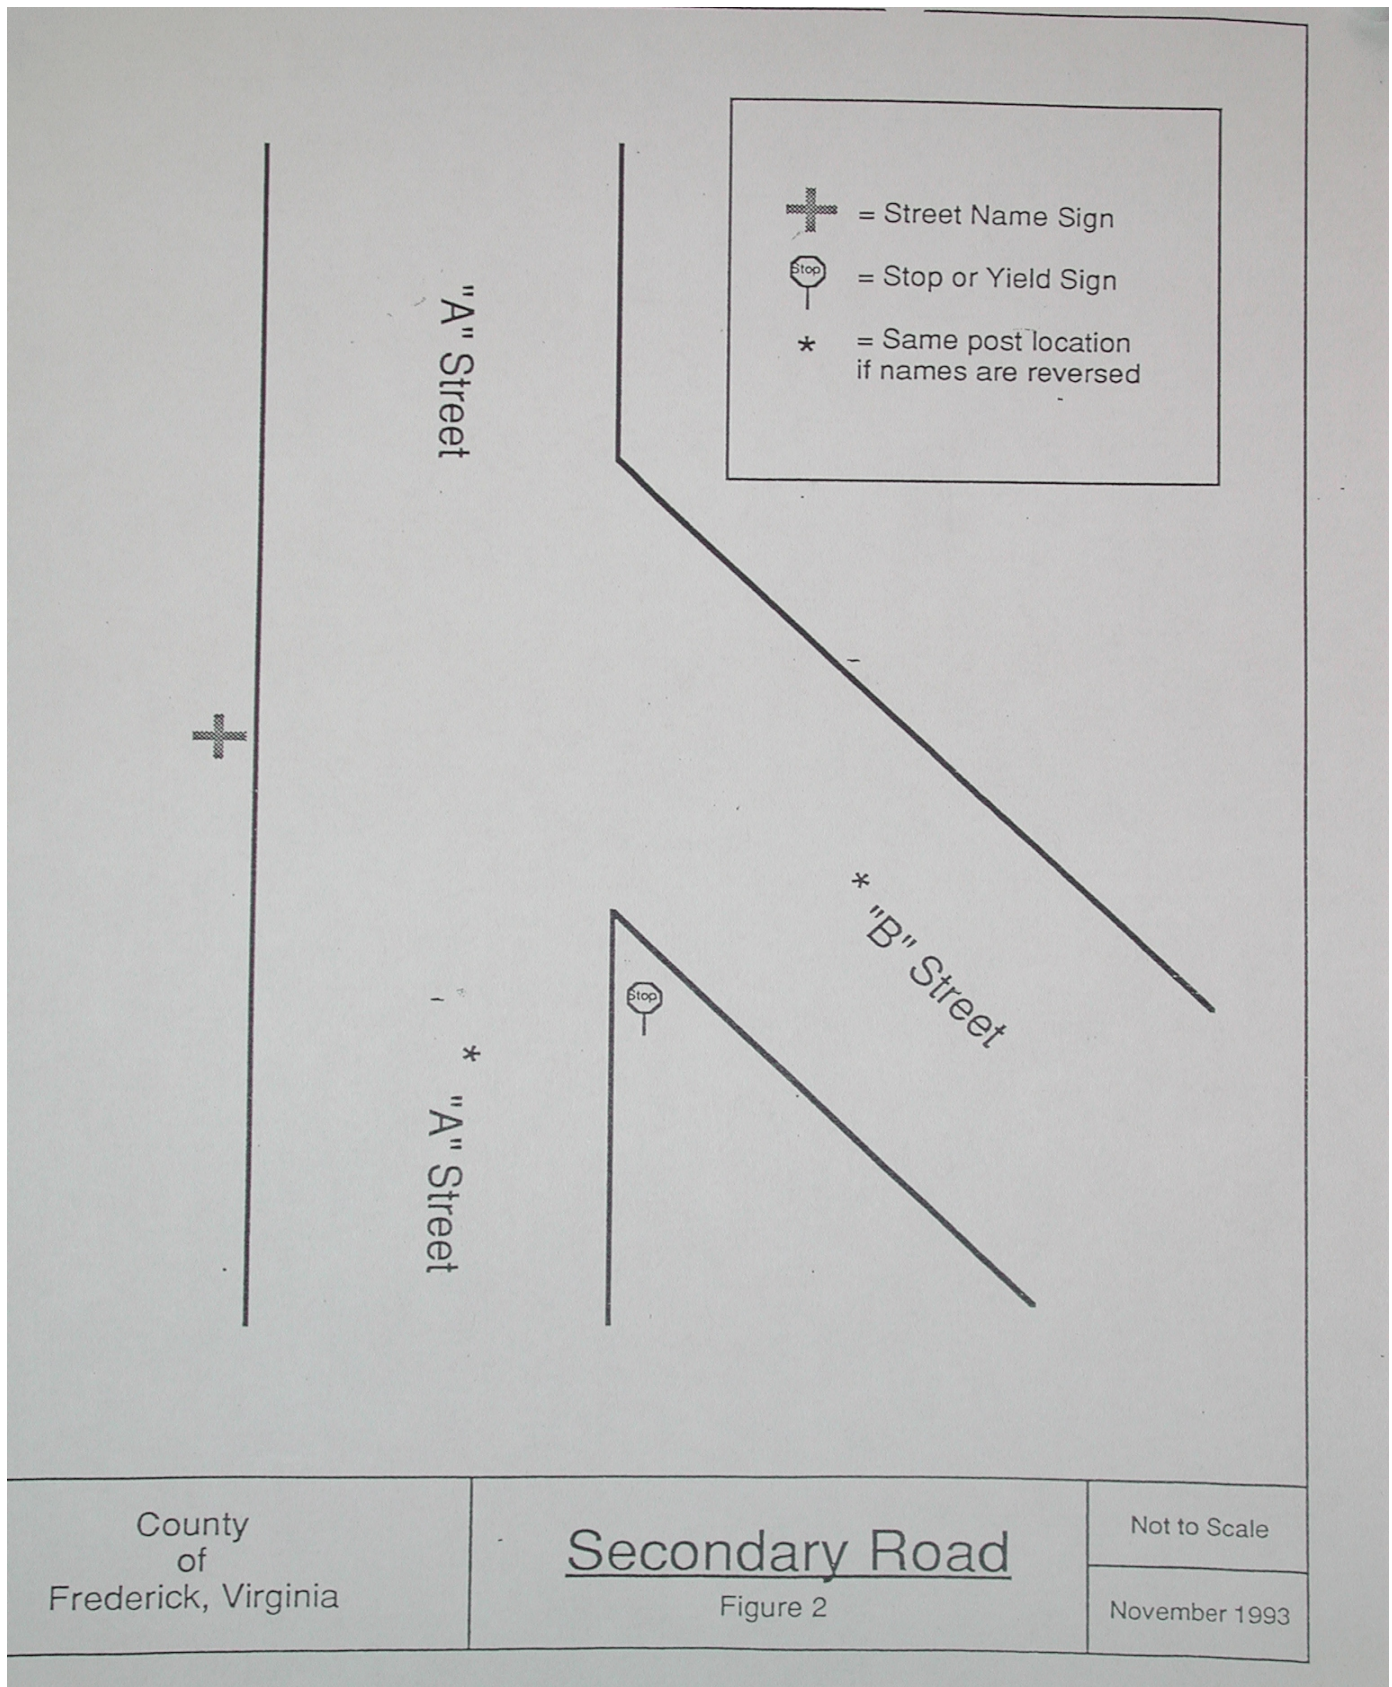 = Street Name Sign
Stop
= Stop or Yield Sign
* = Same post location
if names are reversed
"A" Street
* "B" Street
Stop
* "A" Street
County
of
Frederick, Virginia
Secondary Road
Figure 2
Not to Scale
November 1993